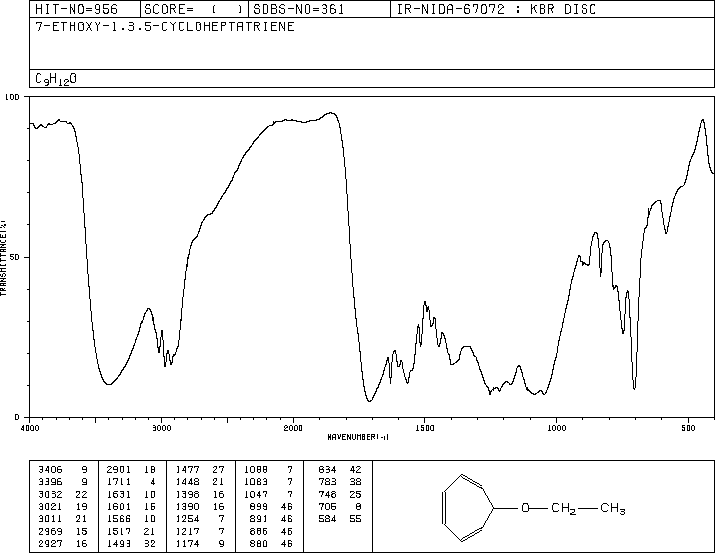 HIT-NO=956 SCORE= ( ) SDBS-NO=361 IR-NIDA-67072 : KBR DISC
7-ETHOXY-1,3,5-CYCLOHEPTATRIENE
C9H12O
100
50
0
TRANSMITTANCE(%)
4000 3000 2000 1500 1000 500
WAVENUMBER(-1)
3406 9 2901 18 1477 27 1088 7 834 42
3396 9 1711 4 1448 21 1083 7 783 38
3032 22 1631 10 1398 16 1047 7 748 25
3021 19 1601 16 1390 16 899 46 706 8
3011 21 1566 10 1254 7 891 46 584 55
2969 15 1517 21 1217 7 886 46
2927 16 1493 32 1174 9 880 46
O—CH2—CH3